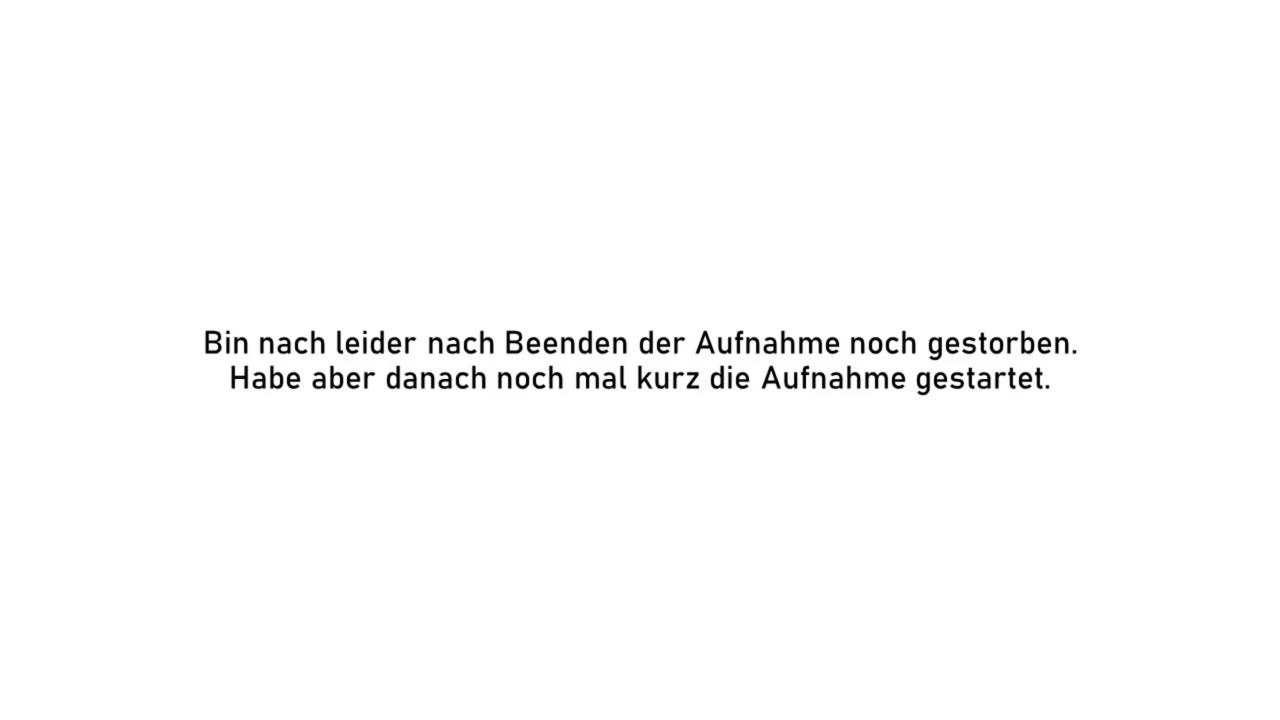 Bin nach leider nach Beenden der Aufnahme noch gestorben.
Habe aber danach noch mal kurz die Aufnahme gestartet.